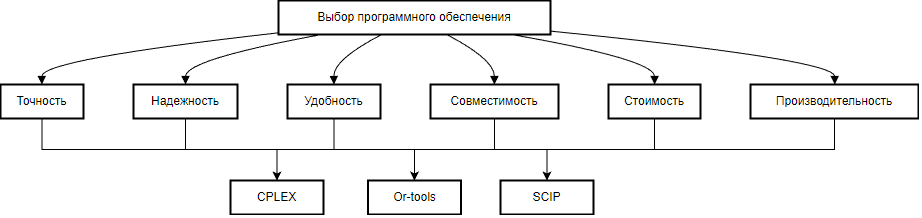 Выбор программного обеспечения
Точность
Надежность
Удобность
Совместимость
Стоимость
Производительность
CPLEX
Or-tools
SCIP